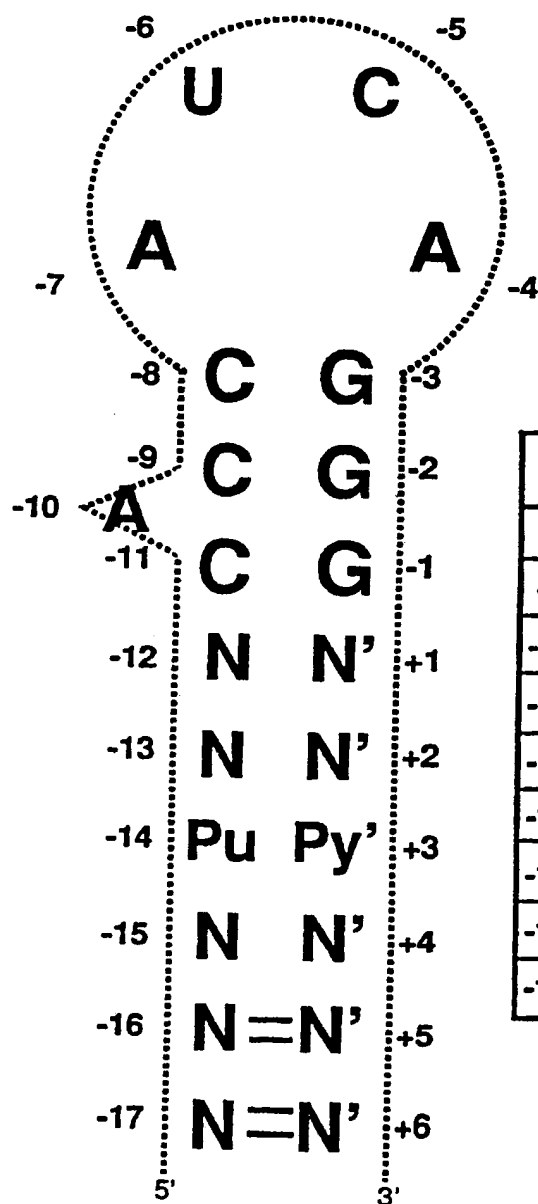 -6 -5
U C
A A
-7 -4
-8 C G -3
-9 C G -2
-10 A
-11 C G -1
-12 N N' +1
-13 N N' +2
-14 Pu Py' +3
-15 N N' +4
-16 N=N' +5
-17 N=N' +6
5' 3'